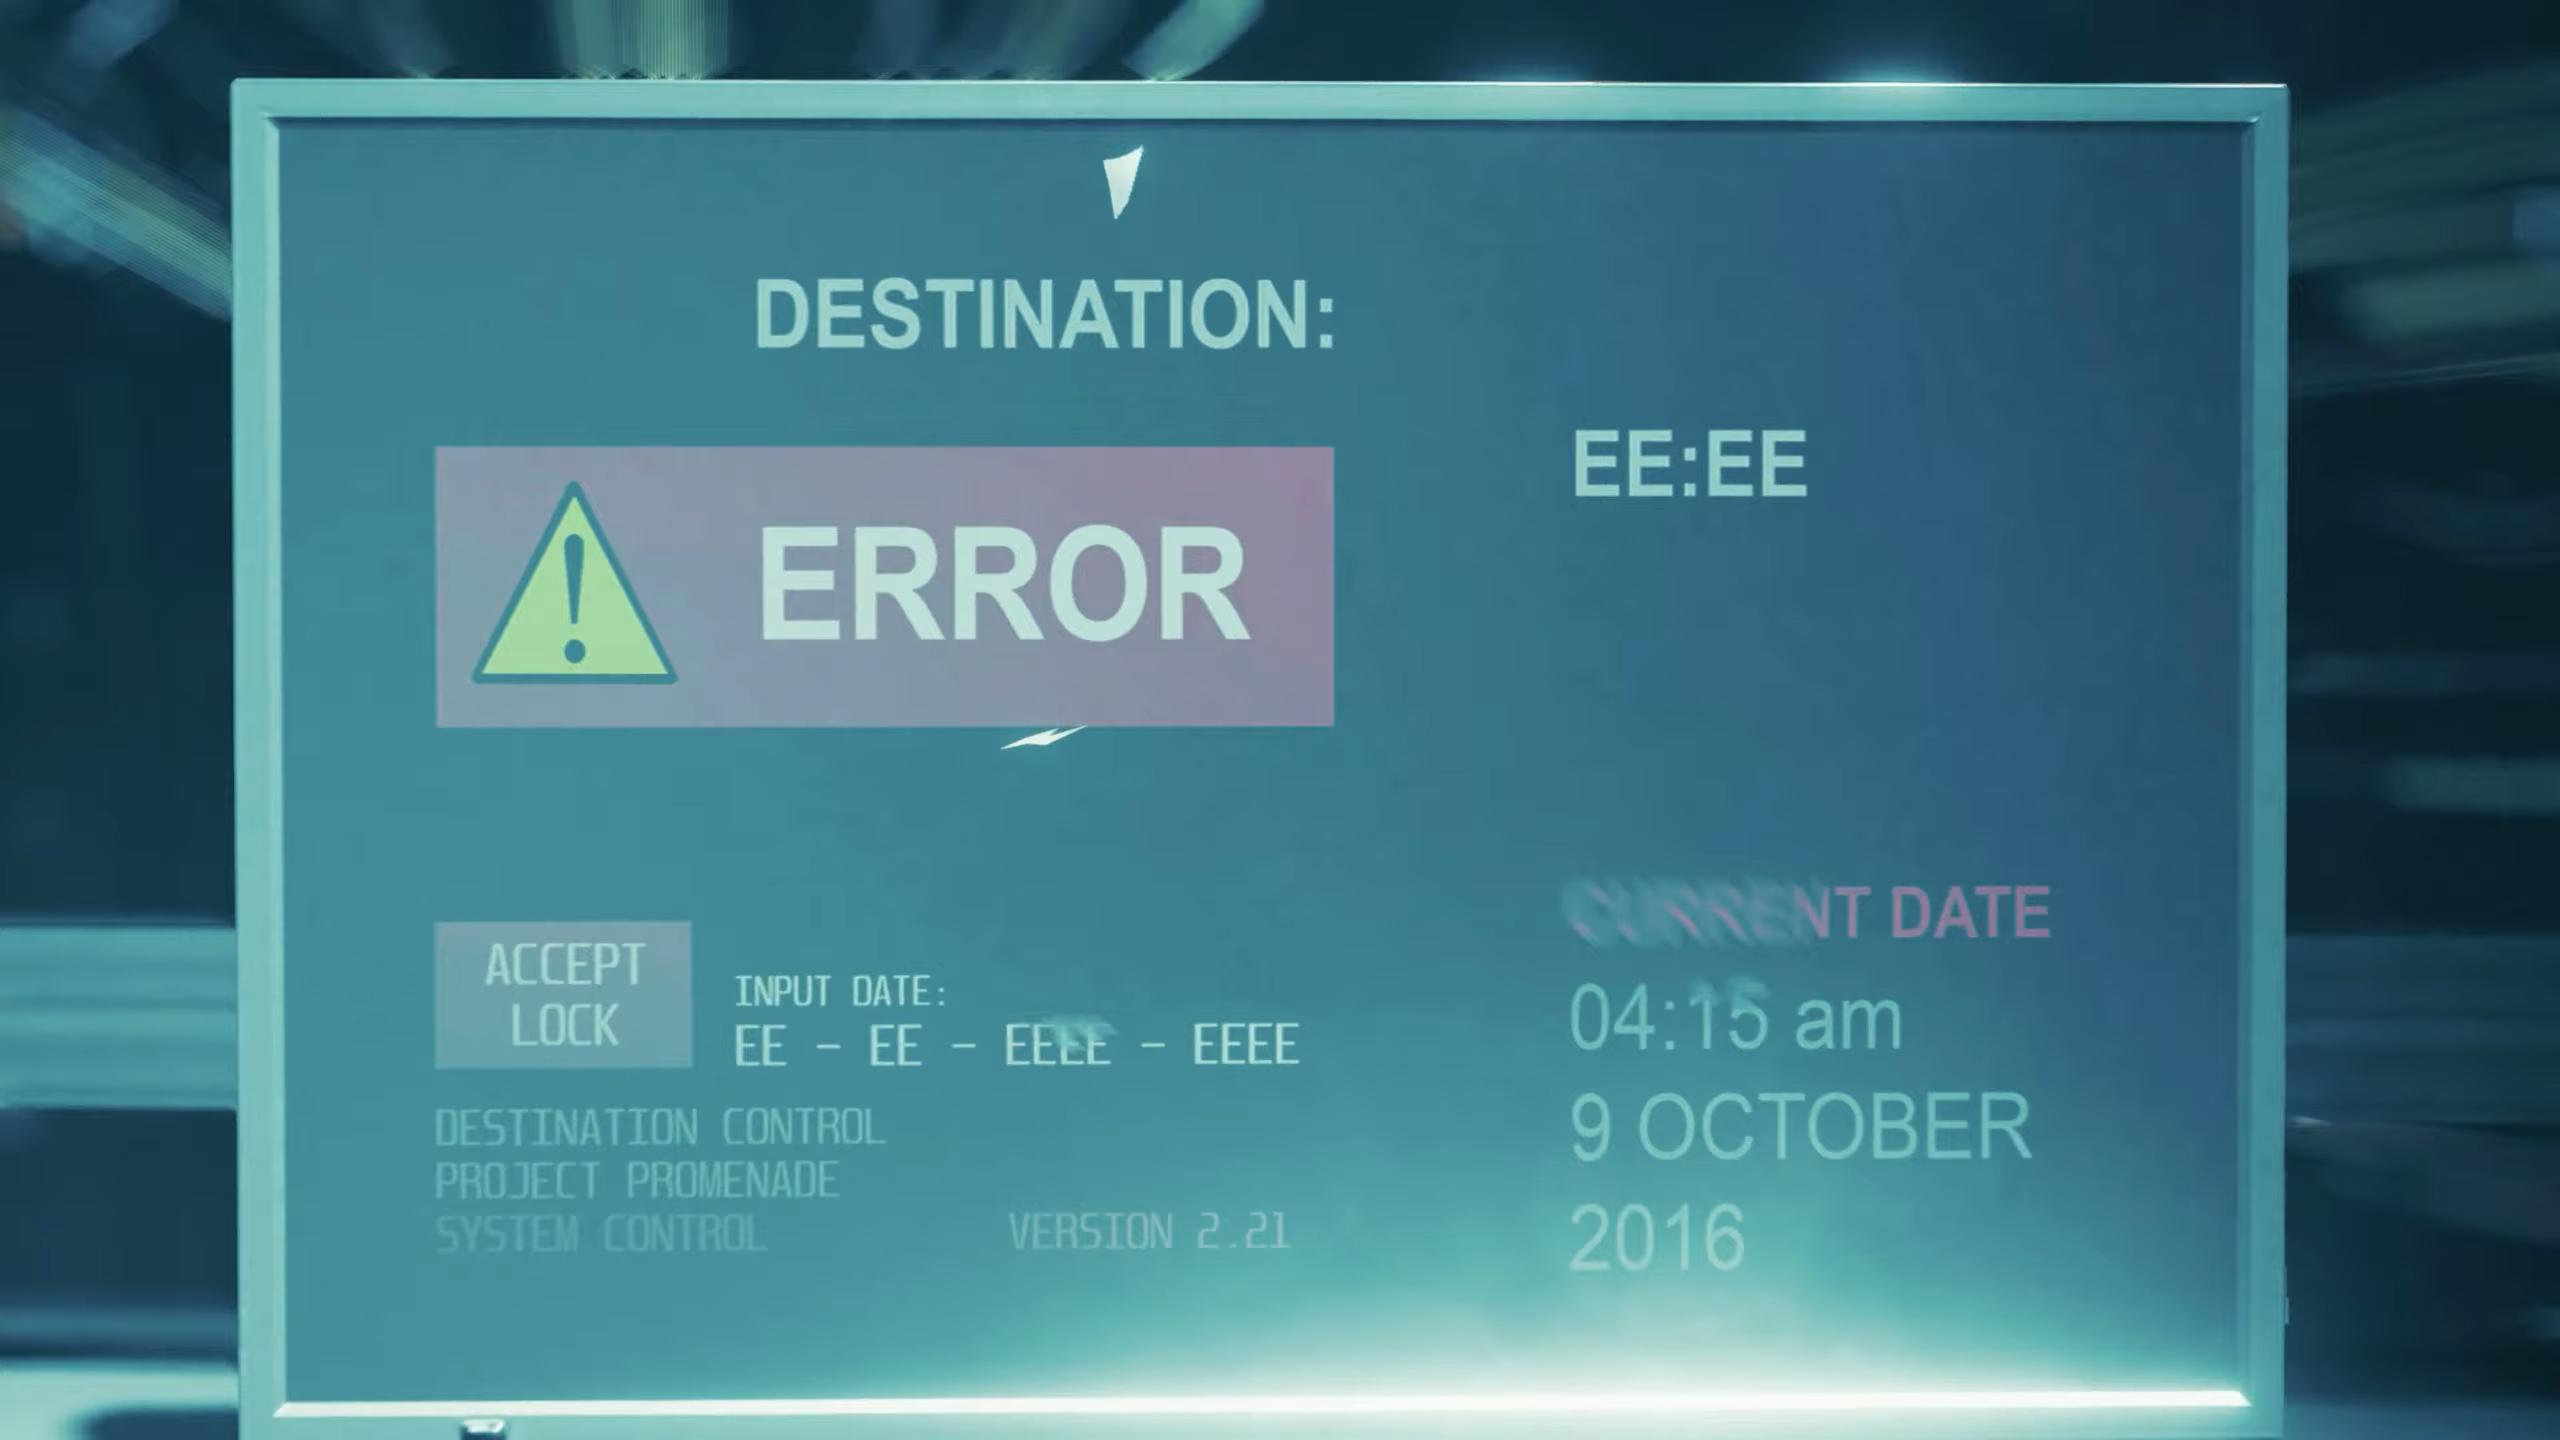 DESTINATION:
ERROR
EE:EE
ACCEPT
LOCK
INPUT DATE:
EE - EE - EEEE - EEEE
DESTINATION CONTROL
PROJECT PROMENADE
SYSTEM CONTROL
VERSION 2.21
CURRENT DATE
04:15 am
9 OCTOBER
2016